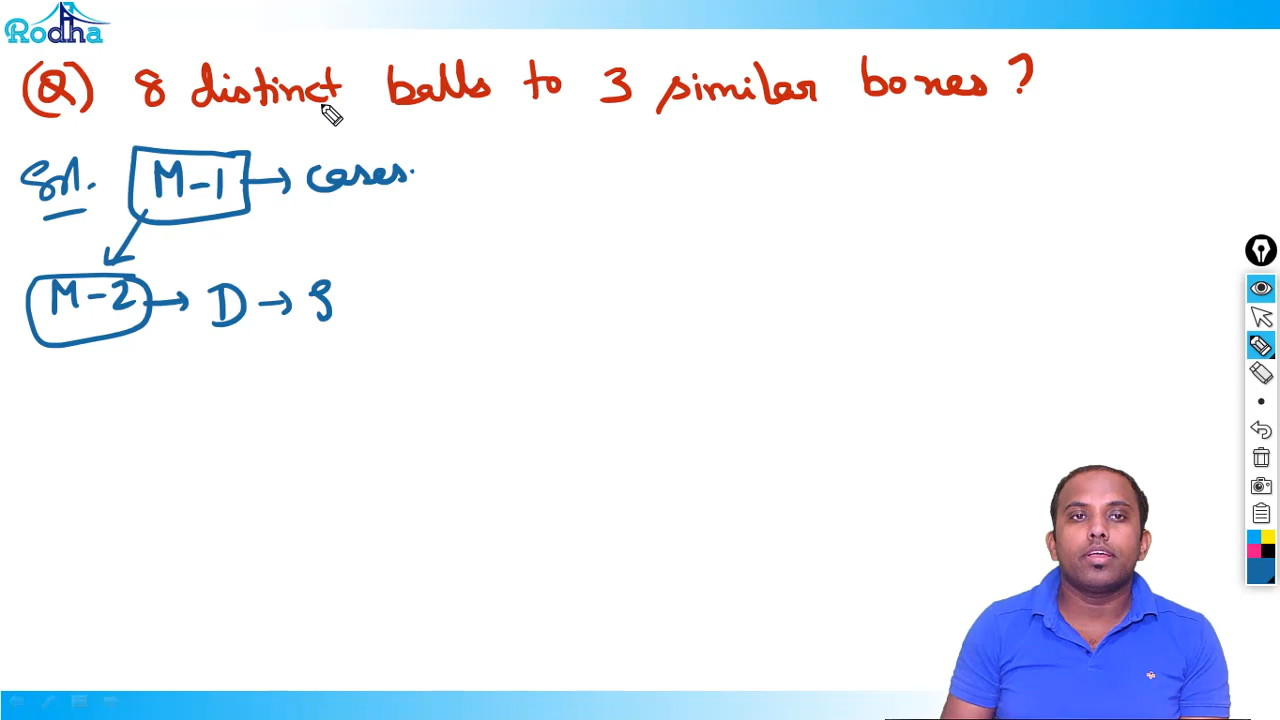 Rodha
(Q) 8 distinct balls to 3 similar boxes ?
Sol. M-1 → cases.
M-2 → D → S